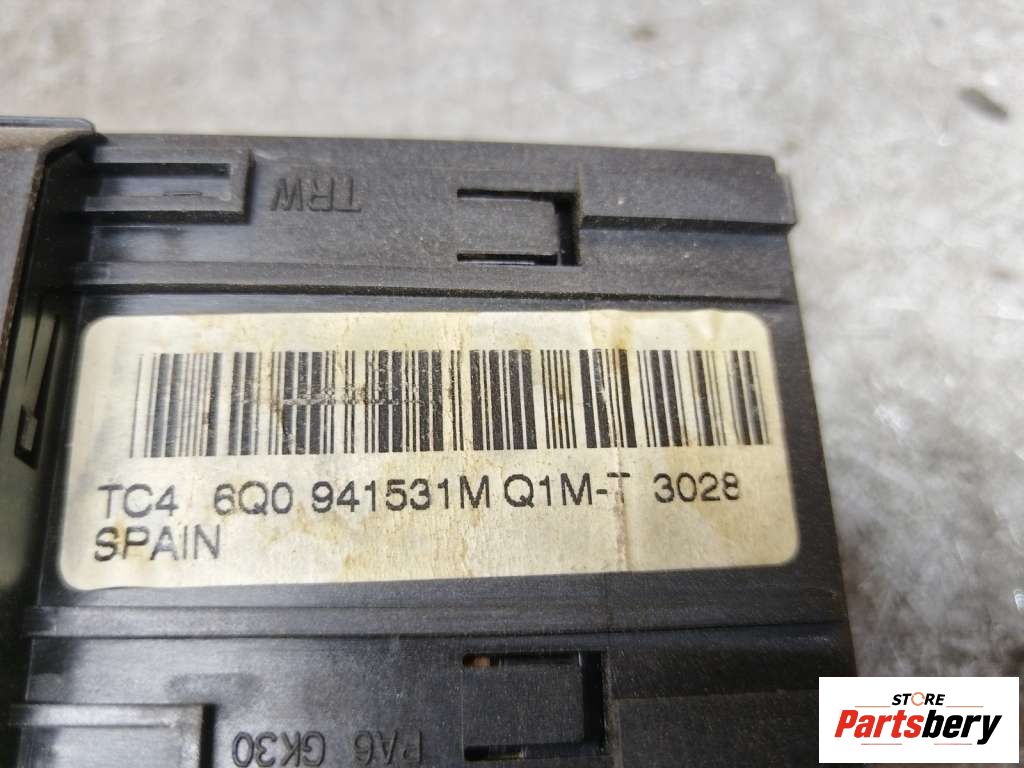 TRW
TC4 6Q0 941531M Q1M-T 3028
SPAIN
PA6 GK30
STORE
Partsbery